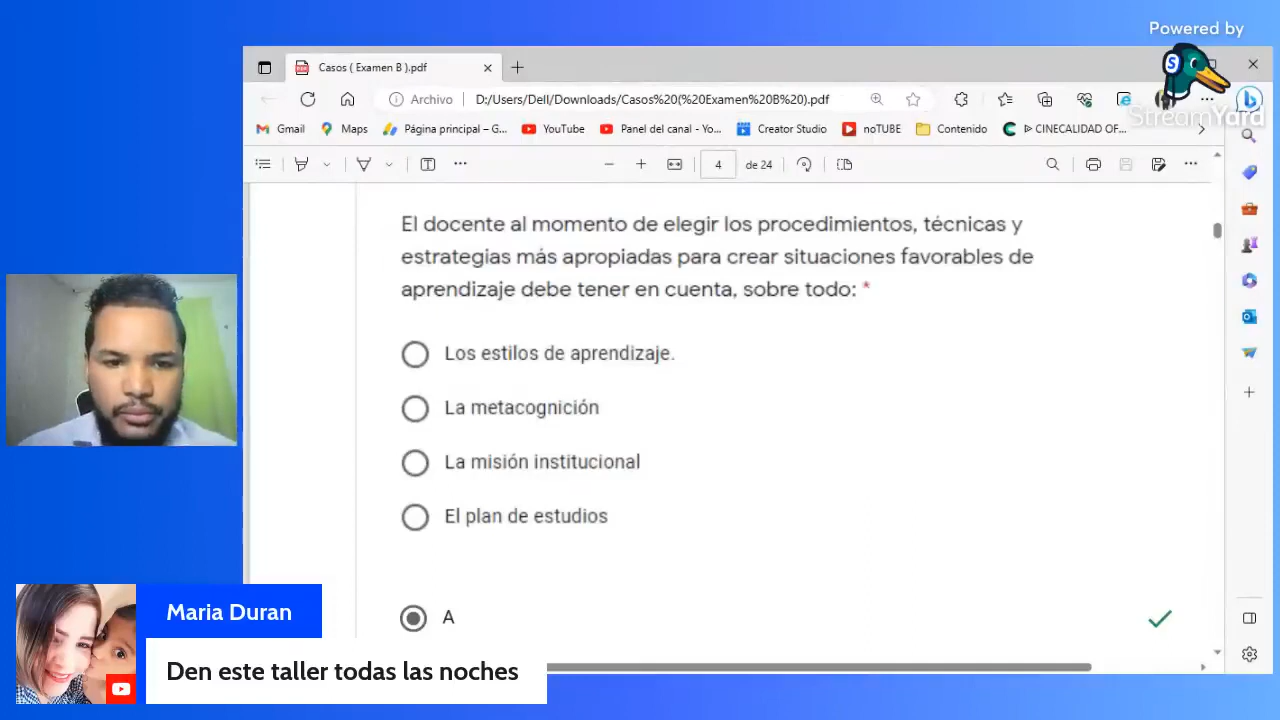 Powered by
StreamYard
Casos ( Examen B ).pdf
Archivo
D:/Users/Dell/Downloads/Casos%20(%20Examen%20B%20).pdf
Gmail
Maps
Página principal – G...
YouTube
Panel del canal - Yo...
Creator Studio
noTUBE
Contenido
ᐅ CINECALIDAD OF...
4
de 24
El docente al momento de elegir los procedimientos, técnicas y
estrategias más apropiadas para crear situaciones favorables de
aprendizaje debe tener en cuenta, sobre todo: *
Los estilos de aprendizaje.
La metacognición
La misión institucional
El plan de estudios
A
Maria Duran
Den este taller todas las noches